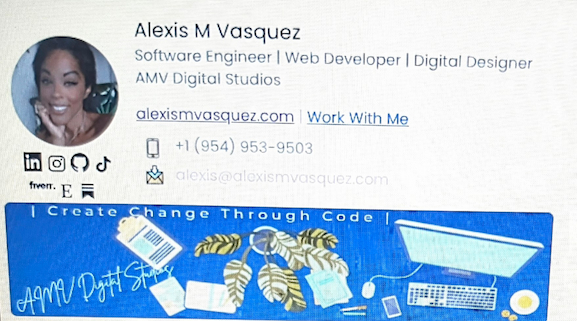 Alexis M Vasquez
Software Engineer | Web Developer | Digital Designer
AMV Digital Studios
alexismvasquez.com | Work With Me
+1 (954) 953-9503
alexis@alexismvasquez.com
in
fiverr. E
| Create Change Through Code |
AMV Digital Studios